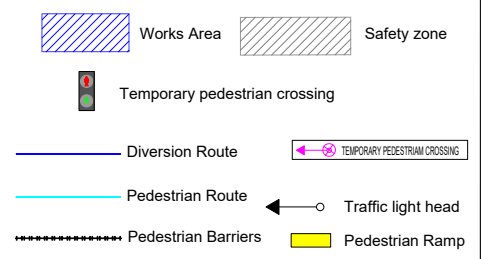 Works Area
Safety zone
Temporary pedestrian crossing
Diversion Route
TEMPORARY PEDESTRIAM CROSSING
Pedestrian Route
Traffic light head
Pedestrian Barriers
Pedestrian Ramp